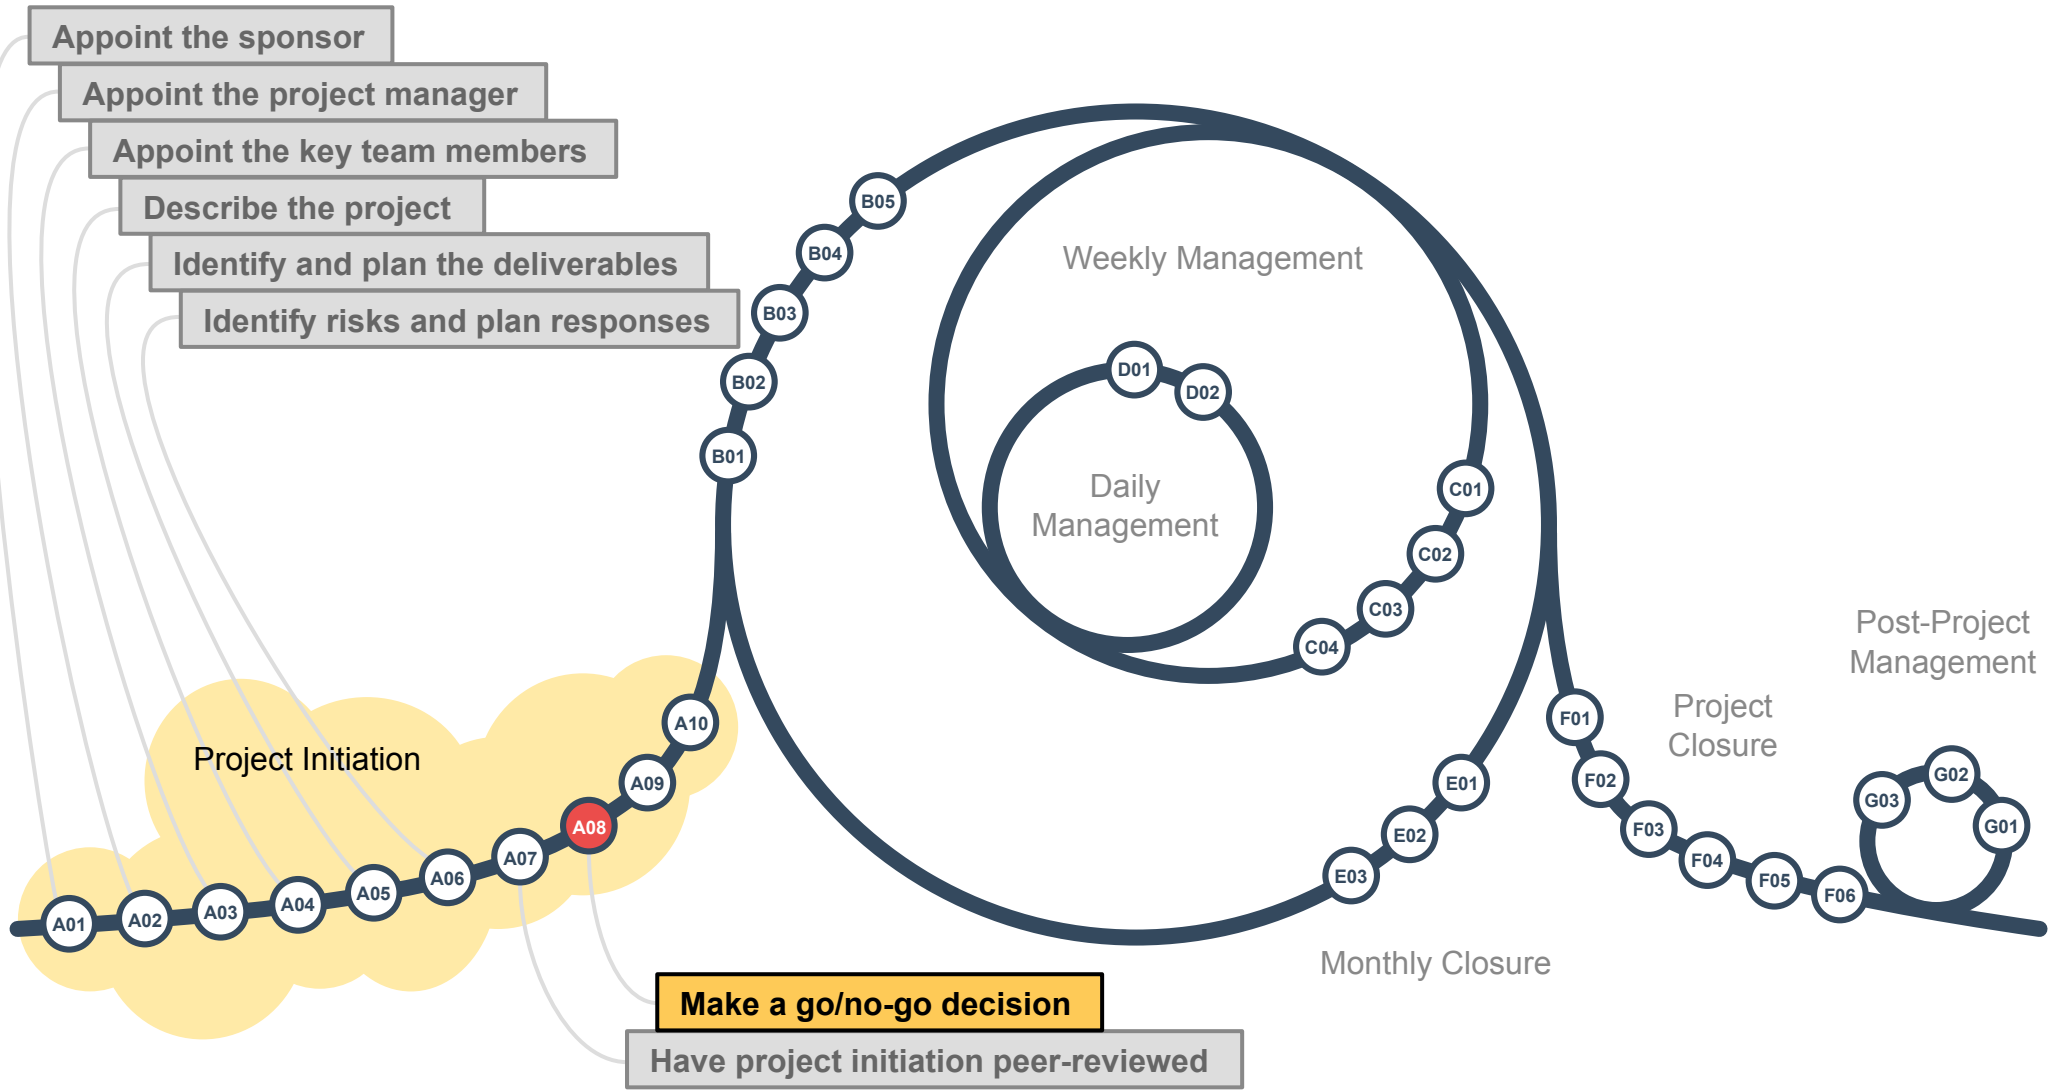 Appoint the sponsor
Appoint the project manager
Appoint the key team members
Describe the project
Identify and plan the deliverables
Identify risks and plan responses
B05
B04
B03
B02
B01
Weekly Management
D01
D02
Daily
Management
C01
C02
C03
C04
Project Initiation
A01
A02
A03
A04
A05
A06
A07
A08
A09
A10
E01
E02
E03
Monthly Closure
F01
F02
F03
F04
F05
F06
Project
Closure
Post-Project
Management
G03
G02
G01
Make a go/no-go decision
Have project initiation peer-reviewed